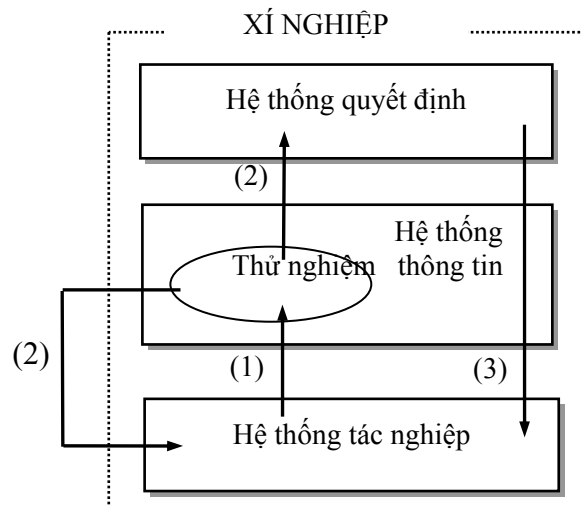 XÍ NGHIỆP
Hệ thống quyết định
(2)
Hệ thống
Thử nghiệm thông tin
(2)
(1)
(3)
Hệ thống tác nghiệp